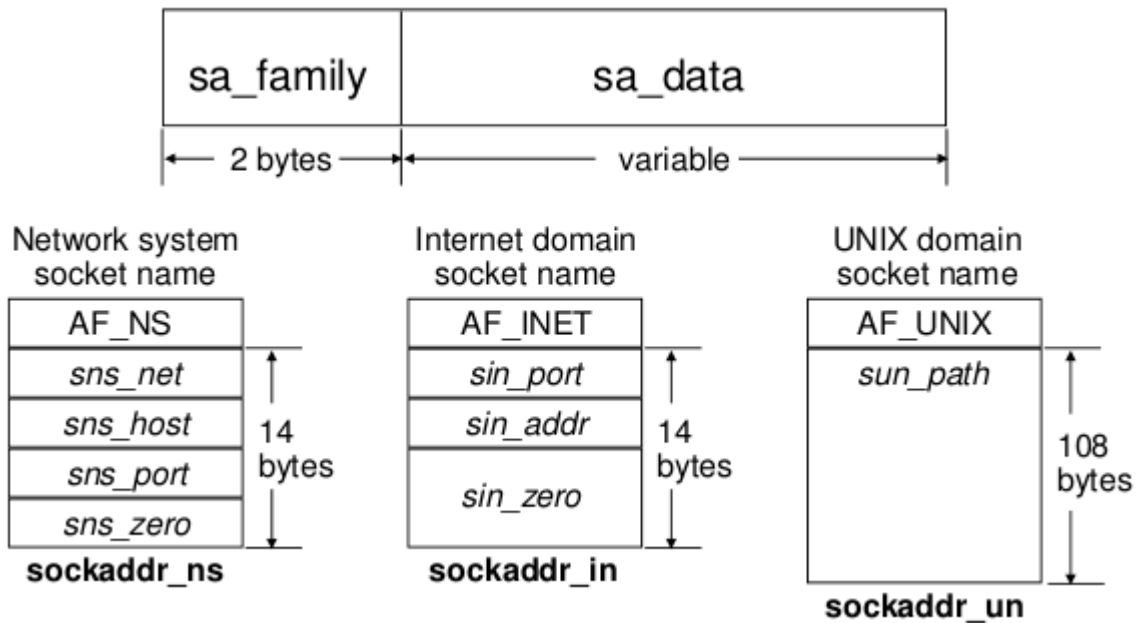 sa_family sa_data
2 bytes variable
Network system
socket name
AF_NS
sns_net
sns_host
sns_port
sns_zero
14
bytes
sockaddr_ns
Internet domain
socket name
AF_INET
sin_port
sin_addr
sin_zero
14
bytes
sockaddr_in
UNIX domain
socket name
AF_UNIX
sun_path
108
bytes
sockaddr_un